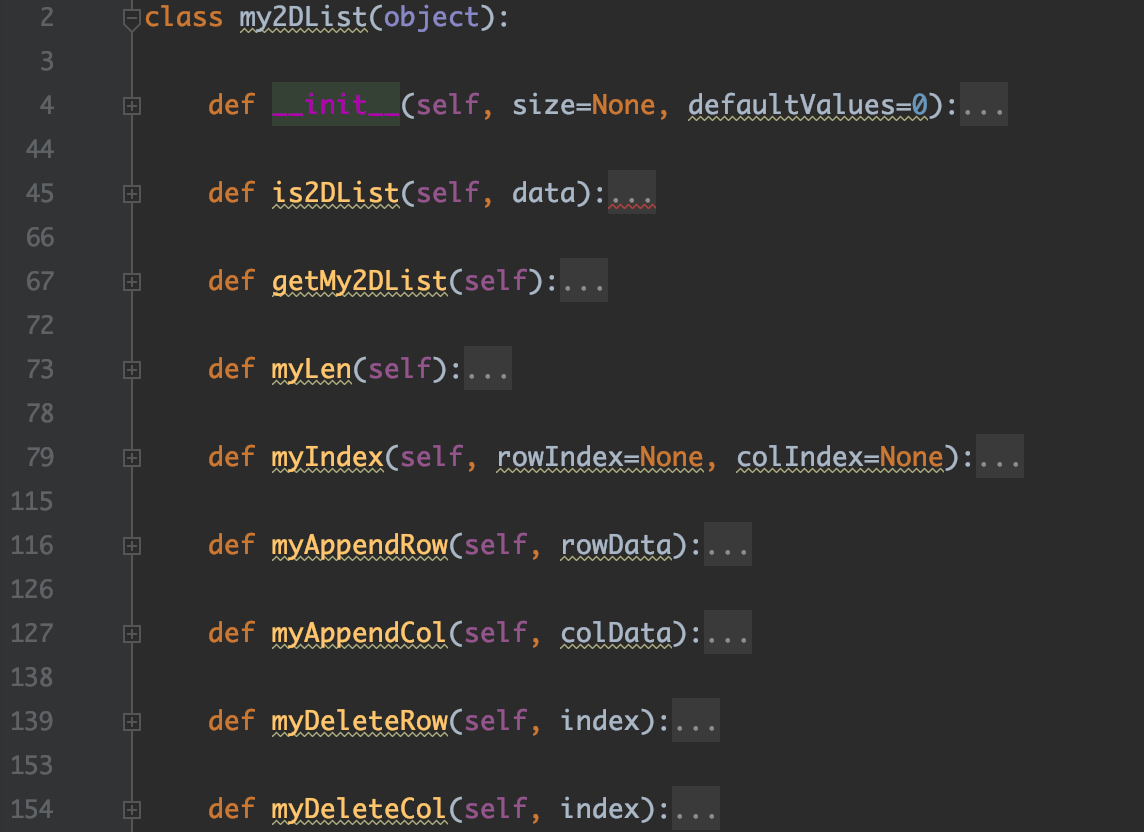 2 class my2DList(object):
3
4 def __init__(self, size=None, defaultValues=0):...
44
45 def is2DList(self, data):...
66
67 def getMy2DList(self):...
72
73 def myLen(self):...
78
79 def myIndex(self, rowIndex=None, colIndex=None):...
115
116 def myAppendRow(self, rowData):...
126
127 def myAppendCol(self, colData):...
138
139 def myDeleteRow(self, index):...
153
154 def myDeleteCol(self, index):...